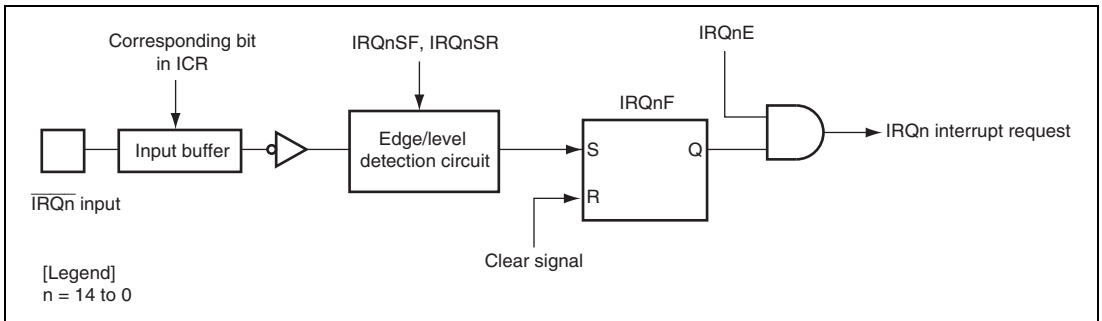 Corresponding bit
in ICR
IRQnSF, IRQnSR
IRQnE
IRQnF
Input buffer
Edge/level
detection circuit
S
Q
R
IRQn interrupt request
I̅R̅Q̅n̅ input
Clear signal
[Legend]
n = 14 to 0